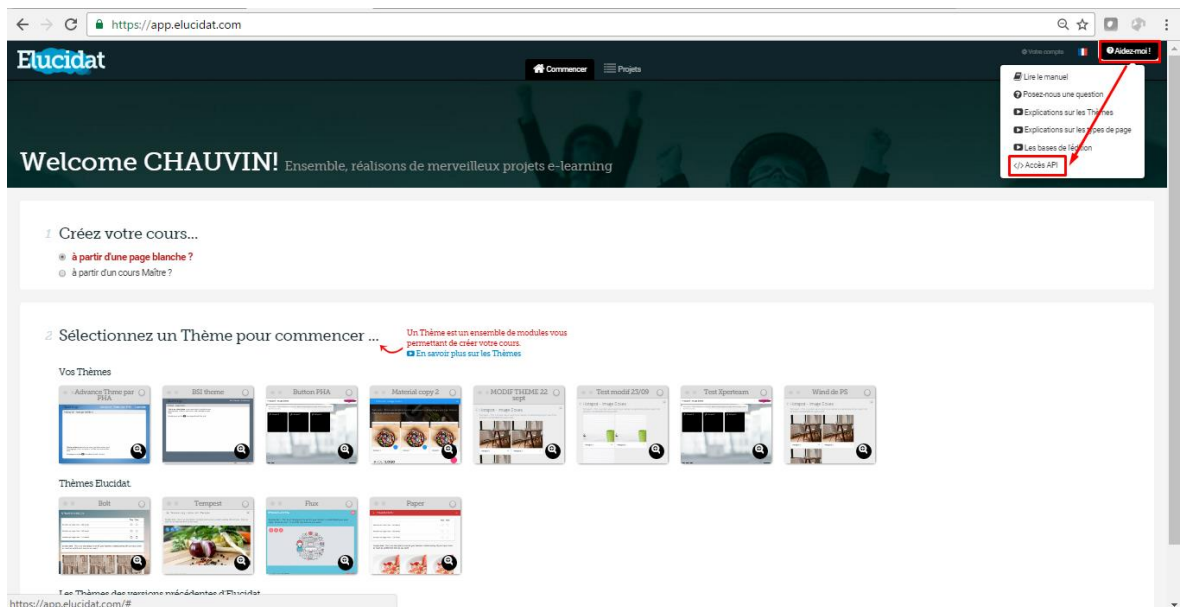 https://app.elucidat.com
Elucidat
Commencer
Projets
Votre compte
Aidez-moi !
Lire le manuel
Posez-nous une question
Explications sur les Thèmes
Explications sur les types de page
Les bases de l'édition
</> Accès API
Welcome CHAUVIN! Ensemble, réalisons de merveilleux projets e-learning
1 Créez votre cours...
à partir d'une page blanche ?
à partir d'un cours Maître ?
2 Sélectionnez un Thème pour commencer ...
Un Thème est un ensemble de modules vous
permettant de créer votre cours.
En savoir plus sur les Thèmes
Vos Thèmes
Advancy Theme par
PHA
BSI theme
Button PHA
Material copy 2
MODIF THEME 22
sept
Test modif 23/09
Test Xperteam
Wind de PS
Thèmes Elucidat
Bolt
Tempest
Flux
Paper
Les Thèmes des versions précédentes d'Elucidat
https://app.elucidat.com/#